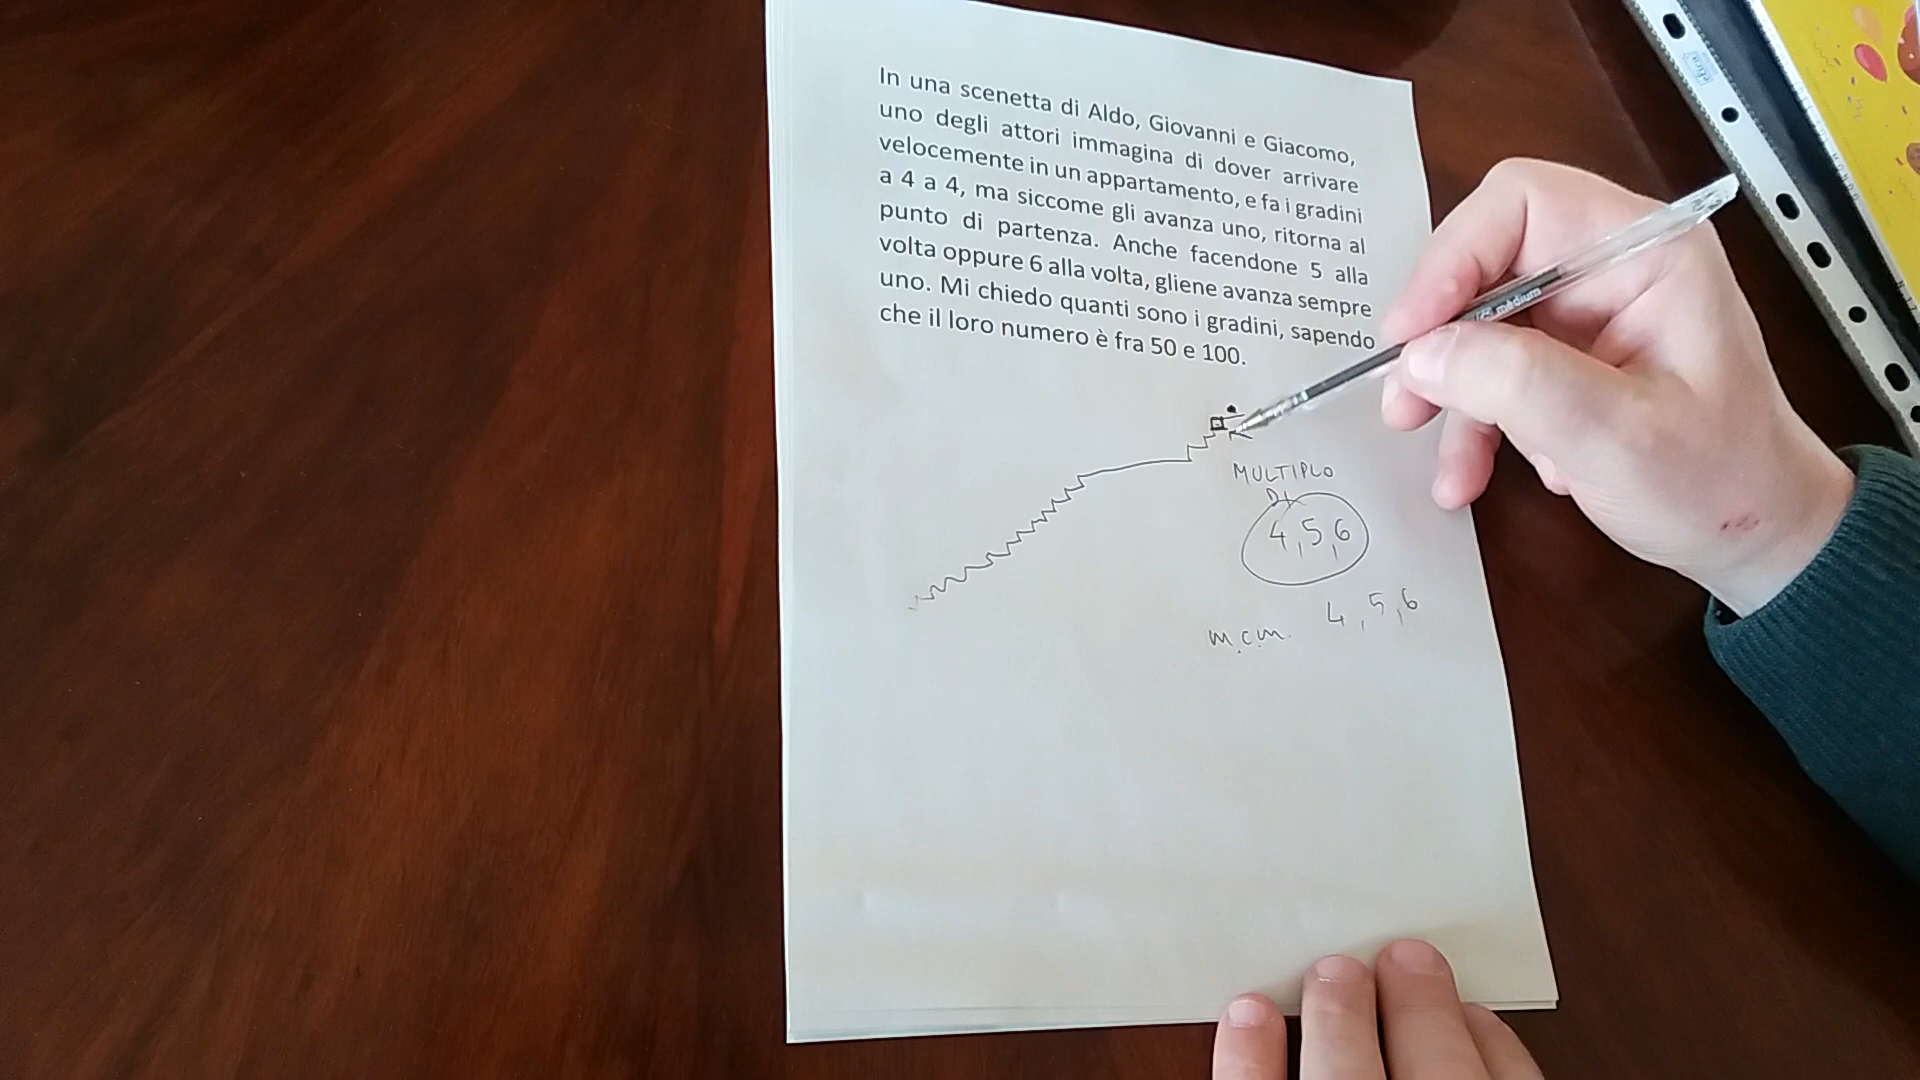 In una scenetta di Aldo, Giovanni e Giacomo,
uno degli attori immagina di dover arrivare
velocemente in un appartamento, e fa i gradini
a 4 a 4, ma siccome gli avanza uno, ritorna al
punto di partenza. Anche facendone 5 alla
volta oppure 6 alla volta, gliene avanza sempre
uno. Mi chiedo quanti sono i gradini, sapendo
che il loro numero è fra 50 e 100.
MULTIPLO
DI
4, 5, 6
m.c.m. 4, 5, 6
medium